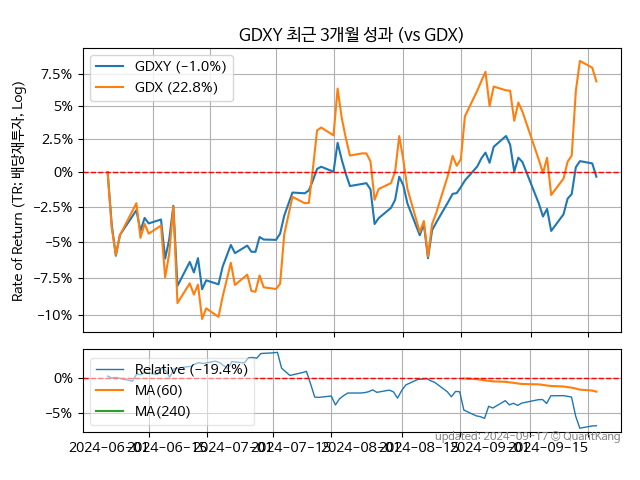 GDXY 최근 3개월 성과 (vs GDX)
Rate of Return (TR: 배당재투자, Log)
GDXY (−1.0%)
GDX (22.8%)
7.5%
5%
2.5%
0%
−2.5%
−5%
−7.5%
−10%
Relative (−19.4%)
MA(60)
MA(240)
0%
−5%
updated: 2024-09-17 © QuantKang
2024−06−01 2024−06−15 2024−07−01 2024−07−15 2024−08−01 2024−08−15 2024−09−01 2024−09−15